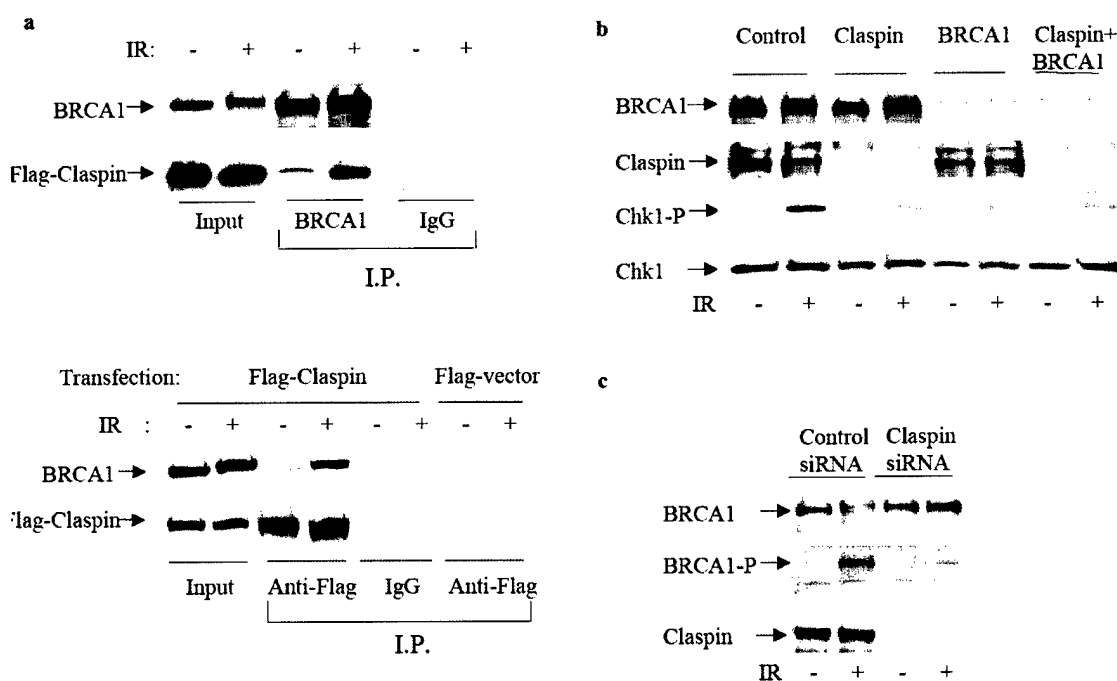 a
IR: - + - + - +
BRCA1
Flag-Claspin
Input BRCA1 IgG
I.P.
Transfection: Flag-Claspin Flag-vector
IR : - + - + - + - +
BRCA1
Flag-Claspin
Input Anti-Flag IgG Anti-Flag
I.P.
b
Control Claspin BRCA1 Claspin+
BRCA1
BRCA1
Claspin
Chk1-P
Chk1
IR - + - + - + - +
c
Control Claspin
siRNA siRNA
BRCA1
BRCA1-P
Claspin
IR - + - +